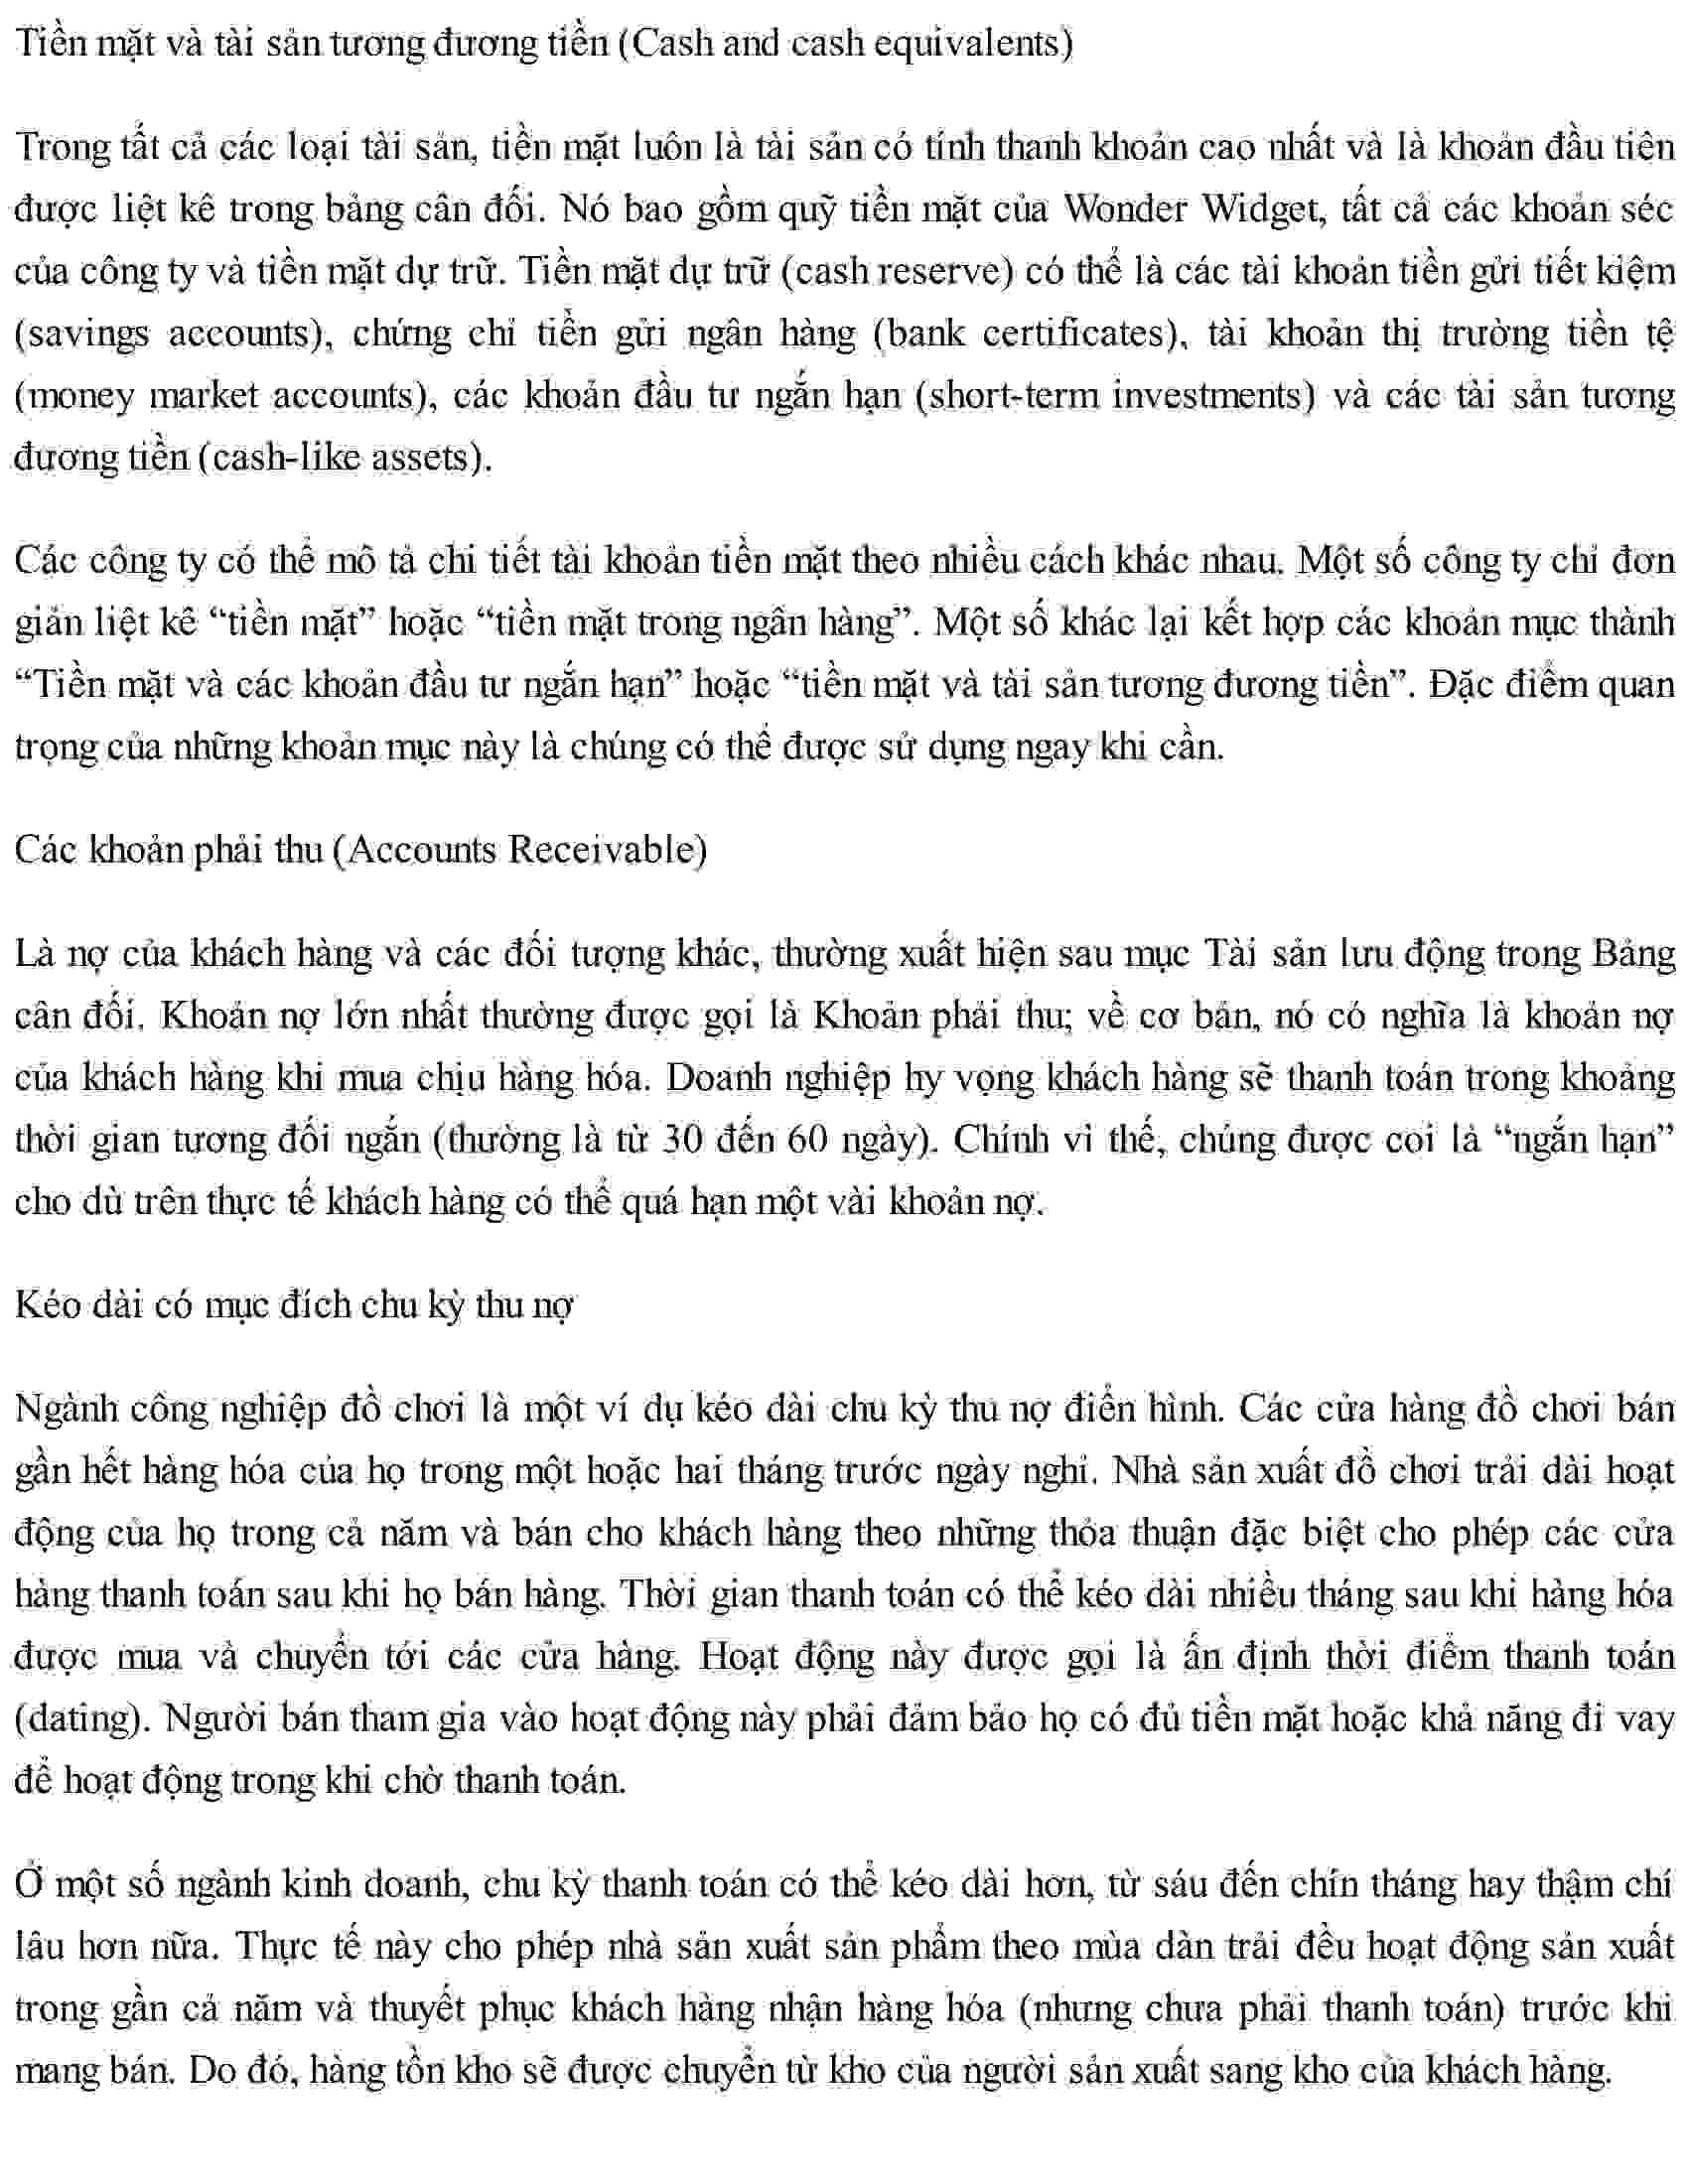 Tiền mặt và tài sản tương đương tiền (Cash and cash equivalents)
Trong tất cả các loại tài sản, tiền mặt luôn là tài sản có tính thanh khoản cao nhất và là khoản đầu tiên
được liệt kê trong bảng cân đối. Nó bao gồm quỹ tiền mặt của Wonder Widget, tất cả các khoản séc
của công ty và tiền mặt dự trữ. Tiền mặt dự trữ (cash reserve) có thể là các tài khoản tiền gửi tiết kiệm
(savings accounts), chứng chỉ tiền gửi ngân hàng (bank certificates), tài khoản thị trường tiền tệ
(money market accounts), các khoản đầu tư ngắn hạn (short-term investments) và các tài sản tương
đương tiền (cash-like assets).
Các công ty có thể mô tả chi tiết tài khoản tiền mặt theo nhiều cách khác nhau. Một số công ty chỉ đơn
giản liệt kê “tiền mặt” hoặc “tiền mặt trong ngân hàng”. Một số khác lại kết hợp các khoản mục thành
“Tiền mặt và các khoản đầu tư ngắn hạn” hoặc “tiền mặt và tài sản tương đương tiền”. Đặc điểm quan
trọng của những khoản mục này là chúng có thể được sử dụng ngay khi cần.
Các khoản phải thu (Accounts Receivable)
Là nợ của khách hàng và các đối tượng khác, thường xuất hiện sau mục Tài sản lưu động trong Bảng
cân đối. Khoản nợ lớn nhất thường được gọi là Khoản phải thu; về cơ bản, nó có nghĩa là khoản nợ
của khách hàng khi mua chịu hàng hóa. Doanh nghiệp hy vọng khách hàng sẽ thanh toán trong khoảng
thời gian tương đối ngắn (thường là từ 30 đến 60 ngày). Chính vì thế, chúng được coi là “ngắn hạn”
cho dù trên thực tế khách hàng có thể quá hạn một vài khoản nợ.
Kéo dài có mục đích chu kỳ thu nợ
Ngành công nghiệp đồ chơi là một ví dụ kéo dài chu kỳ thu nợ điển hình. Các cửa hàng đồ chơi bán
gần hết hàng hóa của họ trong một hoặc hai tháng trước ngày nghỉ. Nhà sản xuất đồ chơi trải dài hoạt
động của họ trong cả năm và bán cho khách hàng theo những thỏa thuận đặc biệt cho phép các cửa
hàng thanh toán sau khi họ bán hàng. Thời gian thanh toán có thể kéo dài nhiều tháng sau khi hàng hóa
được mua và chuyển tới các cửa hàng. Hoạt động này được gọi là ấn định thời điểm thanh toán
(dating). Người bán tham gia vào hoạt động này phải đảm bảo họ có đủ tiền mặt hoặc khả năng đi vay
để hoạt động trong khi chờ thanh toán.
Ở một số ngành kinh doanh, chu kỳ thanh toán có thể kéo dài hơn, từ sáu đến chín tháng hay thậm chí
lâu hơn nữa. Thực tế này cho phép nhà sản xuất sản phẩm theo mùa dàn trải đều hoạt động sản xuất
trong gần cả năm và thuyết phục khách hàng nhận hàng hóa (nhưng chưa phải thanh toán) trước khi
mang bán. Do đó, hàng tồn kho sẽ được chuyển từ kho của người sản xuất sang kho của khách hàng.